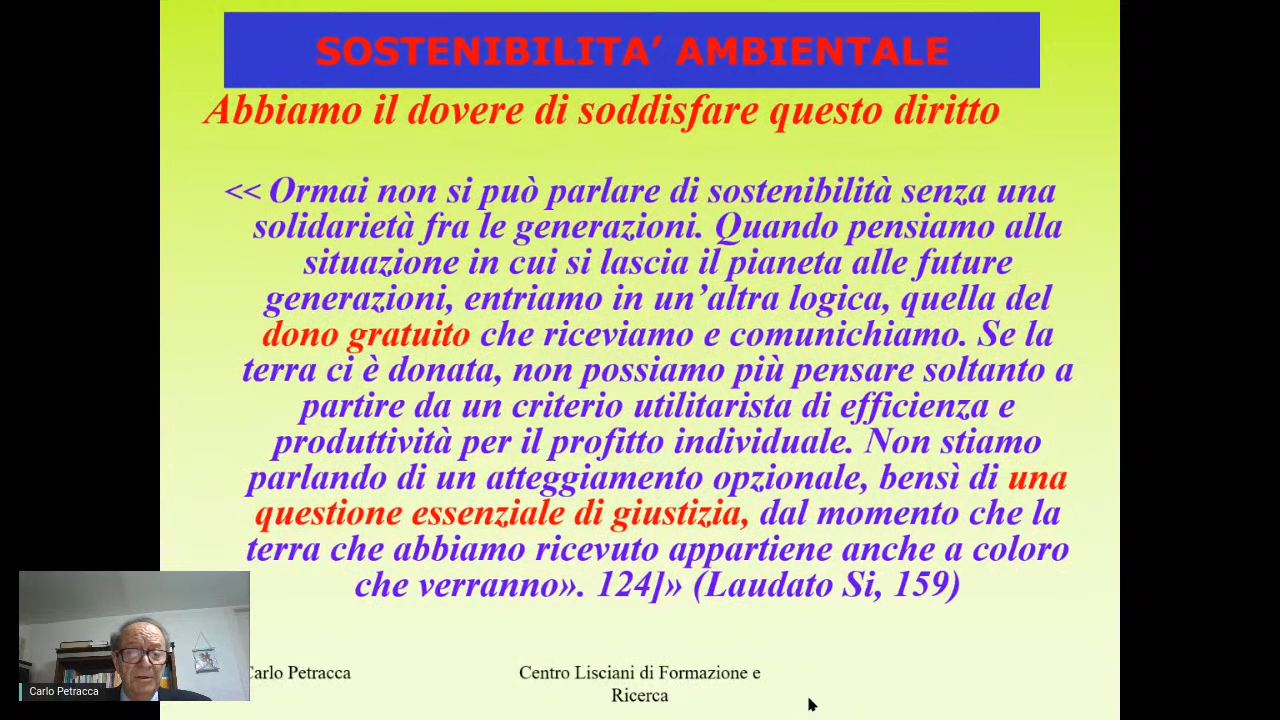 SOSTENIBILITA’ AMBIENTALE
Abbiamo il dovere di soddisfare questo diritto
<< Ormai non si può parlare di sostenibilità senza una
solidarietà fra le generazioni. Quando pensiamo alla
situazione in cui si lascia il pianeta alle future
generazioni, entriamo in un’altra logica, quella del
dono gratuito che riceviamo e comunichiamo. Se la
terra ci è donata, non possiamo più pensare soltanto a
partire da un criterio utilitarista di efficienza e
produttività per il profitto individuale. Non stiamo
parlando di un atteggiamento opzionale, bensì di una
questione essenziale di giustizia, dal momento che la
terra che abbiamo ricevuto appartiene anche a coloro
che verranno». 124]» (Laudato Si, 159)
Carlo Petracca
Centro Lisciani di Formazione e
Ricerca
Carlo Petracca